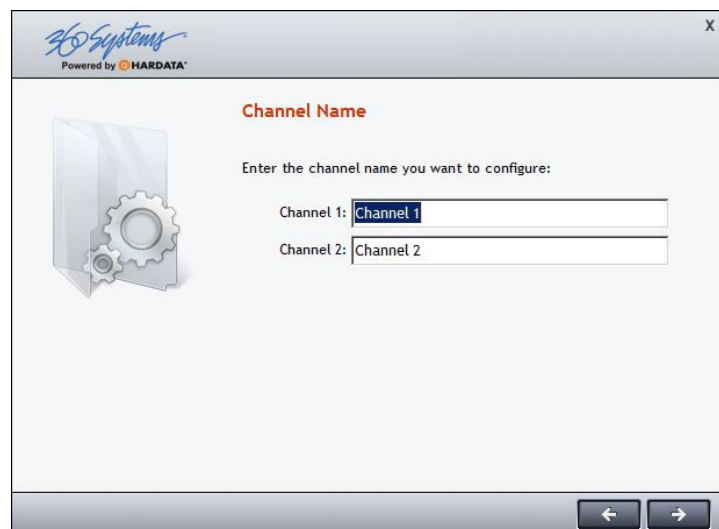 360 Systems
X
Powered by HARDATA
Channel Name
Enter the channel name you want to configure:
Channel 1: Channel 1
Channel 2: Channel 2